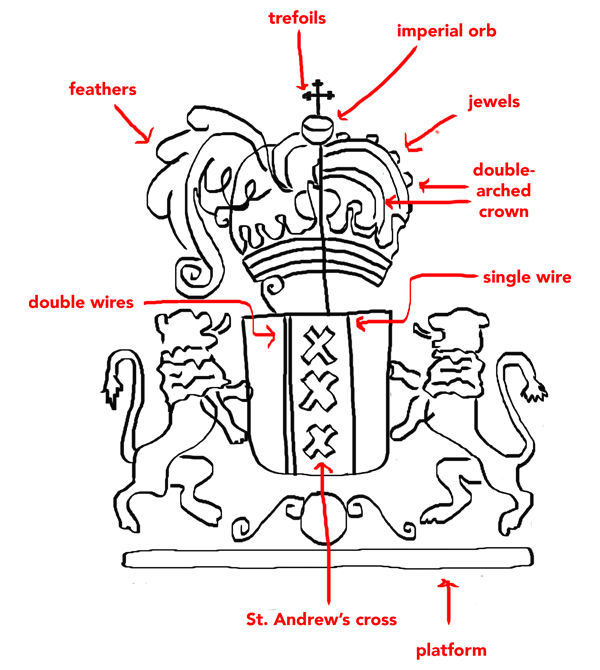 trefoils
imperial orb
feathers
jewels
double-
arched
crown
single wire
double wires
St. Andrew's cross
platform